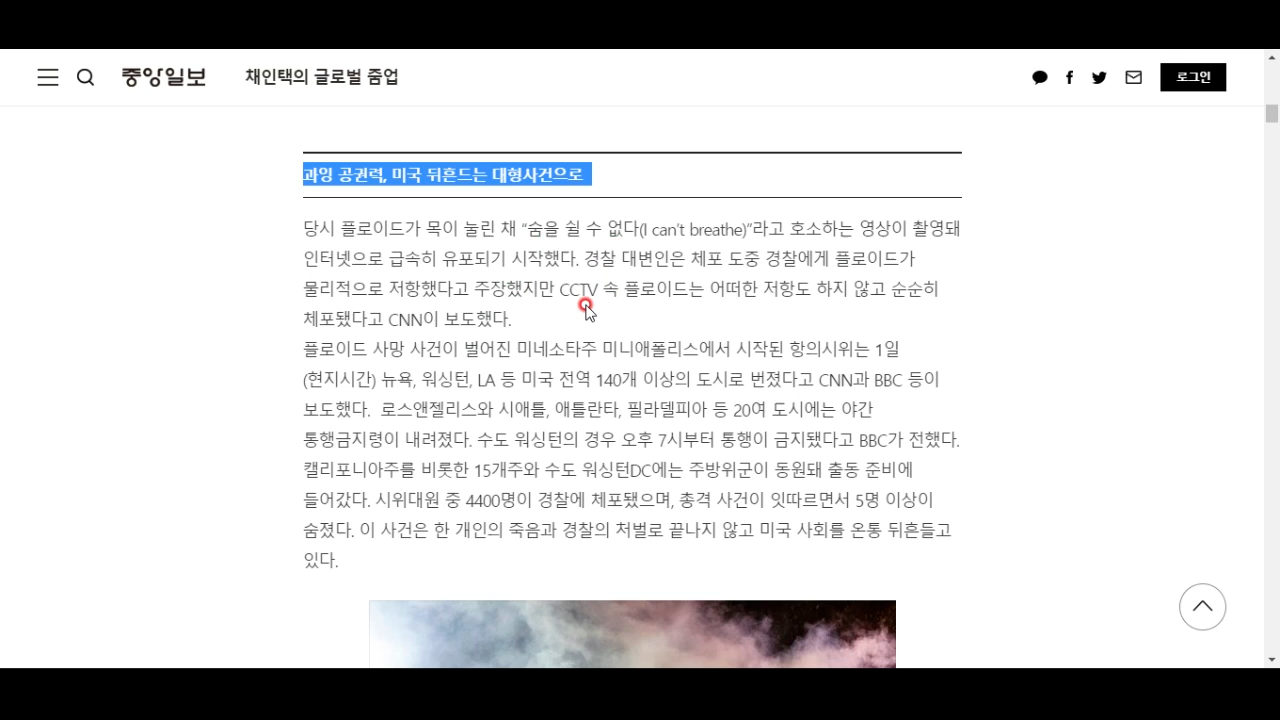 중앙일보
채인택의 글로벌 줌업
로그인
과잉 공권력, 미국 뒤흔드는 대형사건으로
당시 플로이드가 목이 눌린 채 “숨을 쉴 수 없다(I can’t breathe)”라고 호소하는 영상이 촬영돼
인터넷으로 급속히 유포되기 시작했다. 경찰 대변인은 체포 도중 경찰에게 플로이드가
물리적으로 저항했다고 주장했지만 CCTV 속 플로이드는 어떠한 저항도 하지 않고 순순히
체포됐다고 CNN이 보도했다.
플로이드 사망 사건이 벌어진 미네소타주 미니애폴리스에서 시작된 항의시위는 1일
(현지시간) 뉴욕, 워싱턴, LA 등 미국 전역 140개 이상의 도시로 번졌다고 CNN과 BBC 등이
보도했다. 로스앤젤리스와 시애틀, 애틀란타, 필라델피아 등 20여 도시에는 야간
통행금지령이 내려졌다. 수도 워싱턴의 경우 오후 7시부터 통행이 금지됐다고 BBC가 전했다.
캘리포니아주를 비롯한 15개주와 수도 워싱턴DC에는 주방위군이 동원돼 출동 준비에
들어갔다. 시위대원 중 4400명이 경찰에 체포됐으며, 총격 사건이 잇따르면서 5명 이상이
숨졌다. 이 사건은 한 개인의 죽음과 경찰의 처벌로 끝나지 않고 미국 사회를 온통 뒤흔들고
있다.